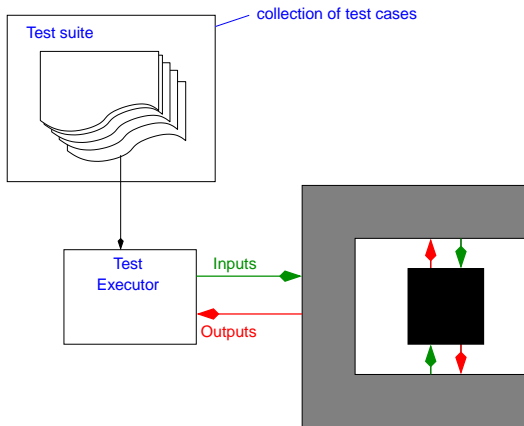 collection of test cases
Test suite
Test
Executor
Inputs
Outputs